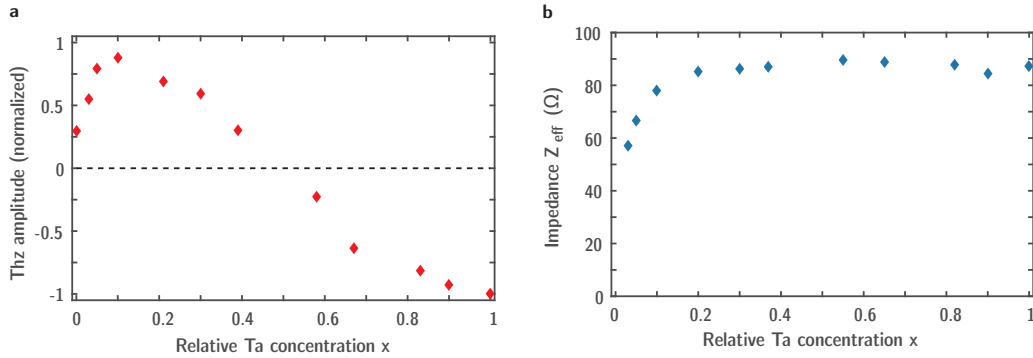 a
Thz amplitude (normalized)
1
0.5
0
-0.5
-1
0 0.2 0.4 0.6 0.8 1
Relative Ta concentration x
b
Impedance Z eff (Ω)
100
80
60
40
20
0
0 0.2 0.4 0.6 0.8 1
Relative Ta concentration x